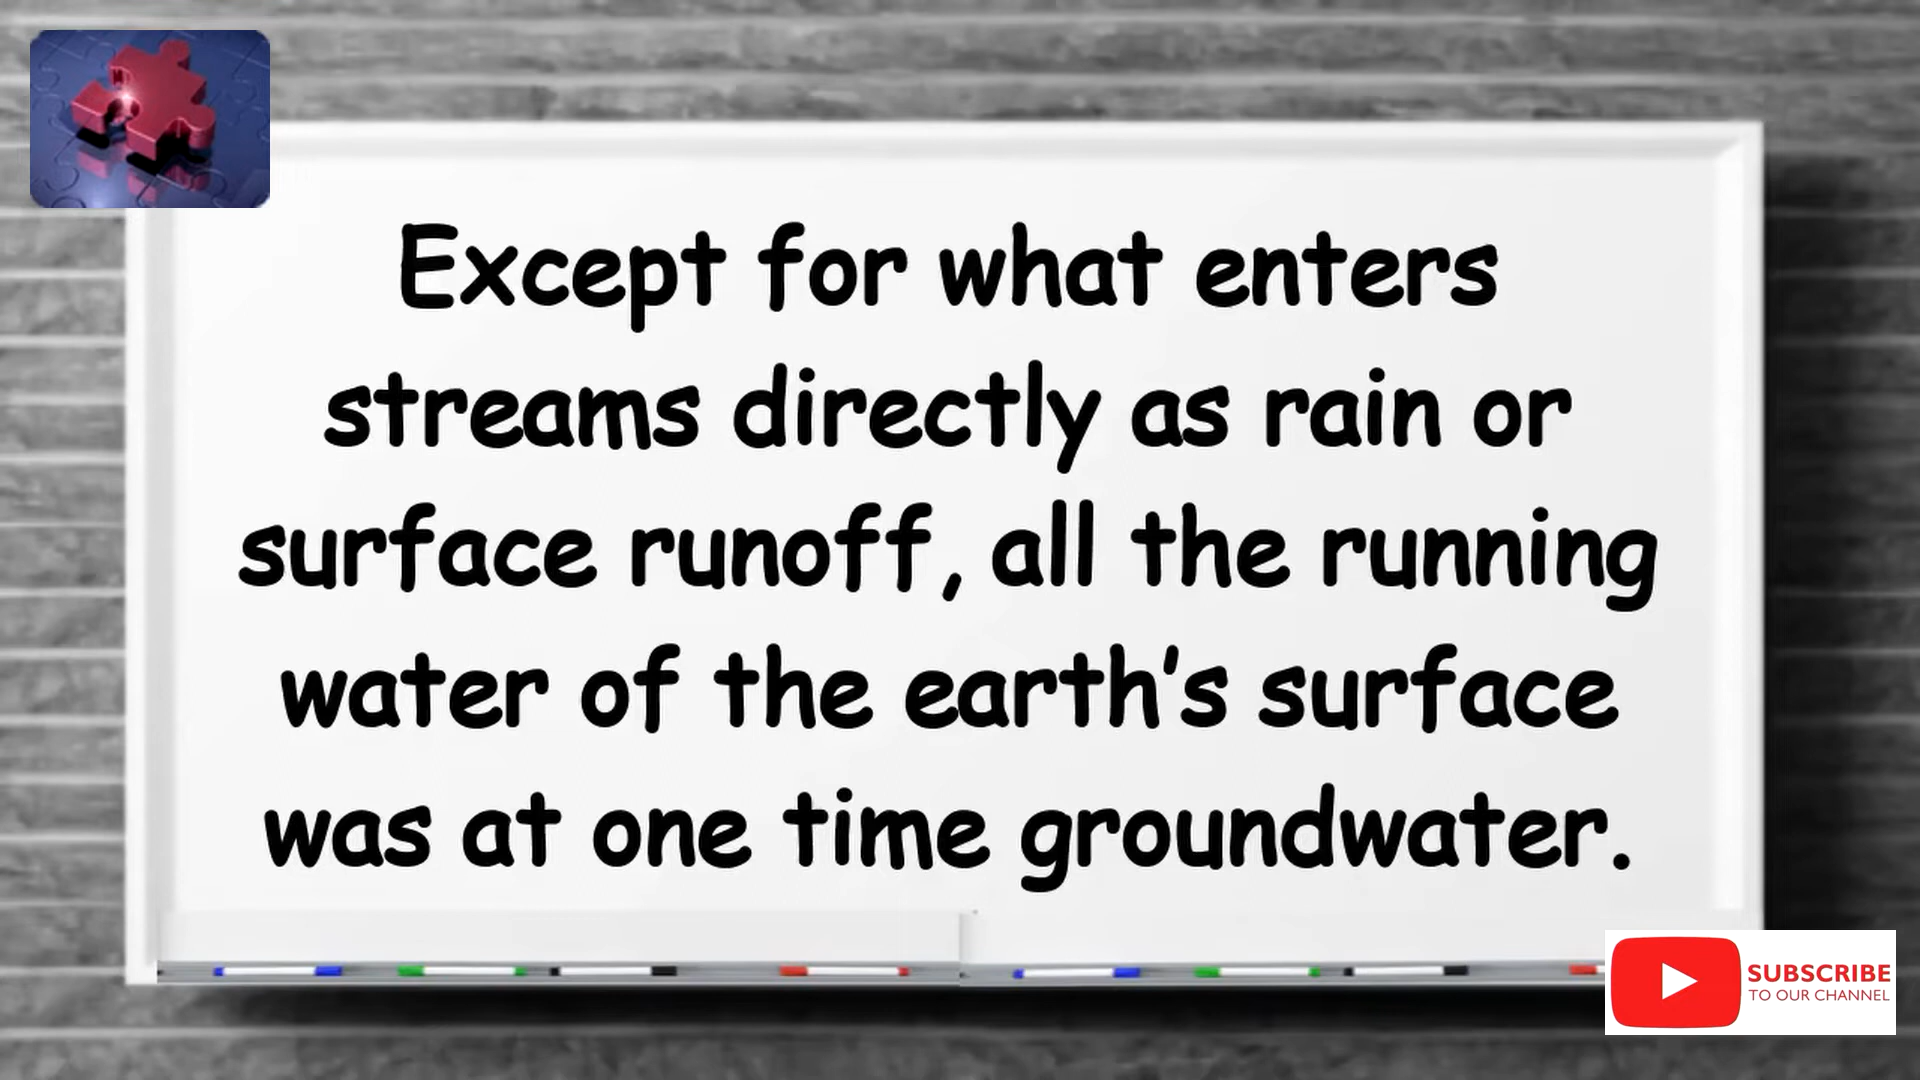 Except for what enters
streams directly as rain or
surface runoff, all the running
water of the earth’s surface
was at one time groundwater.
SUBSCRIBE
TO OUR CHANNEL